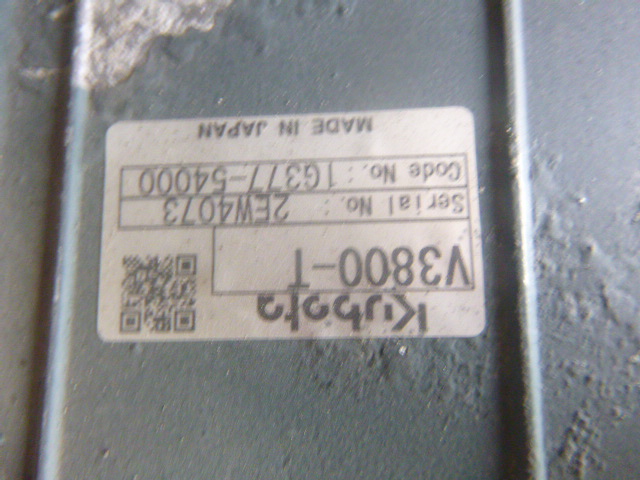 Kubota
V3800-T
Serial No.: 2EW4073
Code No.: 1G377-54000
MADE IN JAPAN